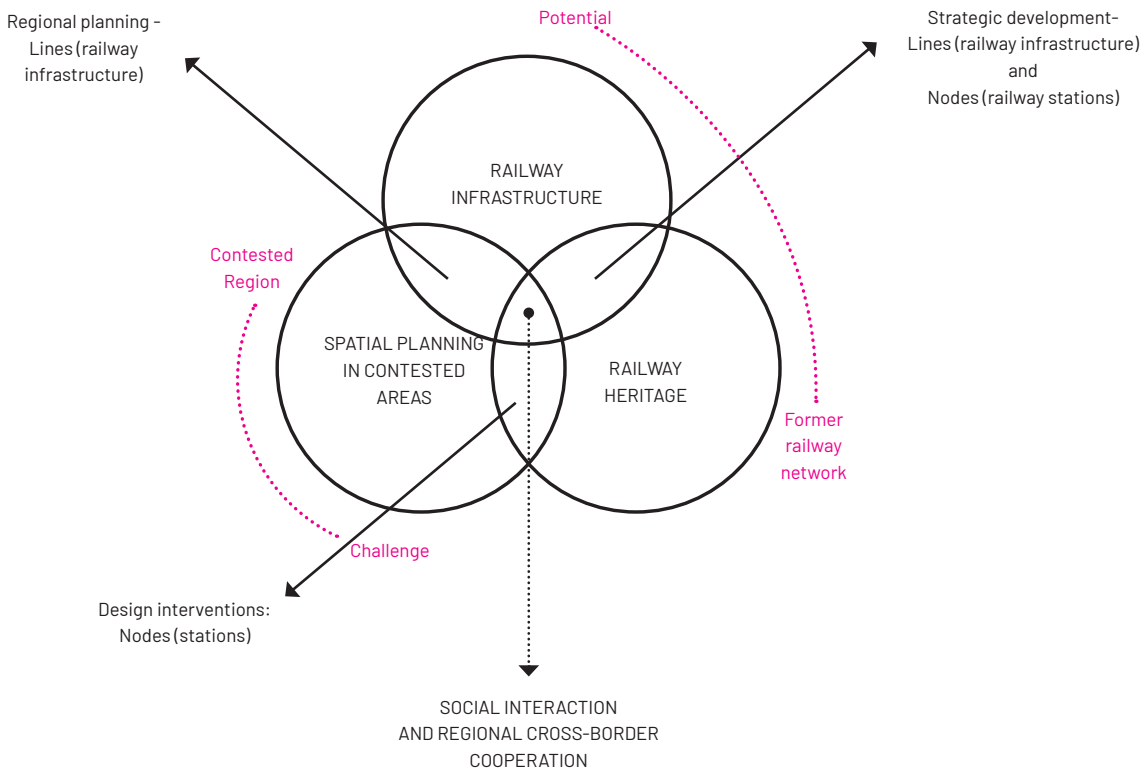 Regional planning -
Lines (railway
infrastructure)
Potential
Strategic development-
Lines (railway infrastructure)
and
Nodes (railway stations)
RAILWAY
INFRASTRUCTURE
Contested
Region
SPATIAL PLANNING
IN CONTESTED
AREAS
RAILWAY
HERITAGE
Former
railway
network
Challenge
Design interventions:
Nodes (stations)
SOCIAL INTERACTION
AND REGIONAL CROSS-BORDER
COOPERATION